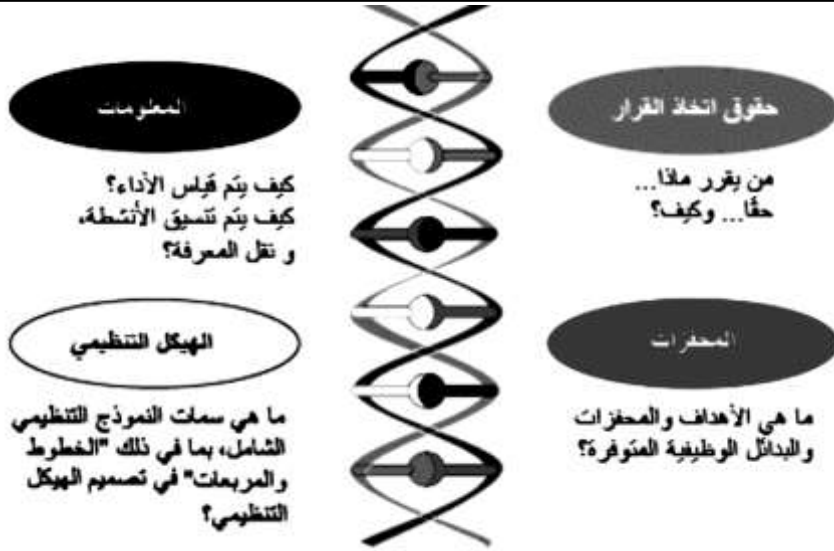 حقوق اتخاذ القرار
من يقرر ماذا...
حقًا... وكيف؟
المعلومات
كيف يتم قياس الأداء؟
كيف يتم تنسيق الأنشطة،
و نقل المعرفة؟
المحفزات
ما هي الأهداف والمحفزات
والبدائل الوظيفية المتوفرة؟
الهيكل التنظيمي
ما هي سمات النموذج التنظيمي
الشامل، بما في ذلك "الخطوط
والمربعات" في تصميم الهيكل
التنظيمي؟